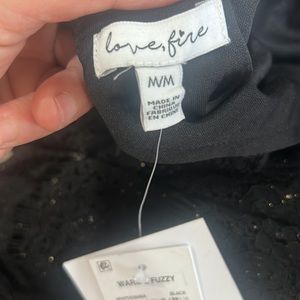 love, fire
M/M
MADE IN
CHINA
FABRIQUÉ
EN CHINE
WARM FUZZY
BLACK